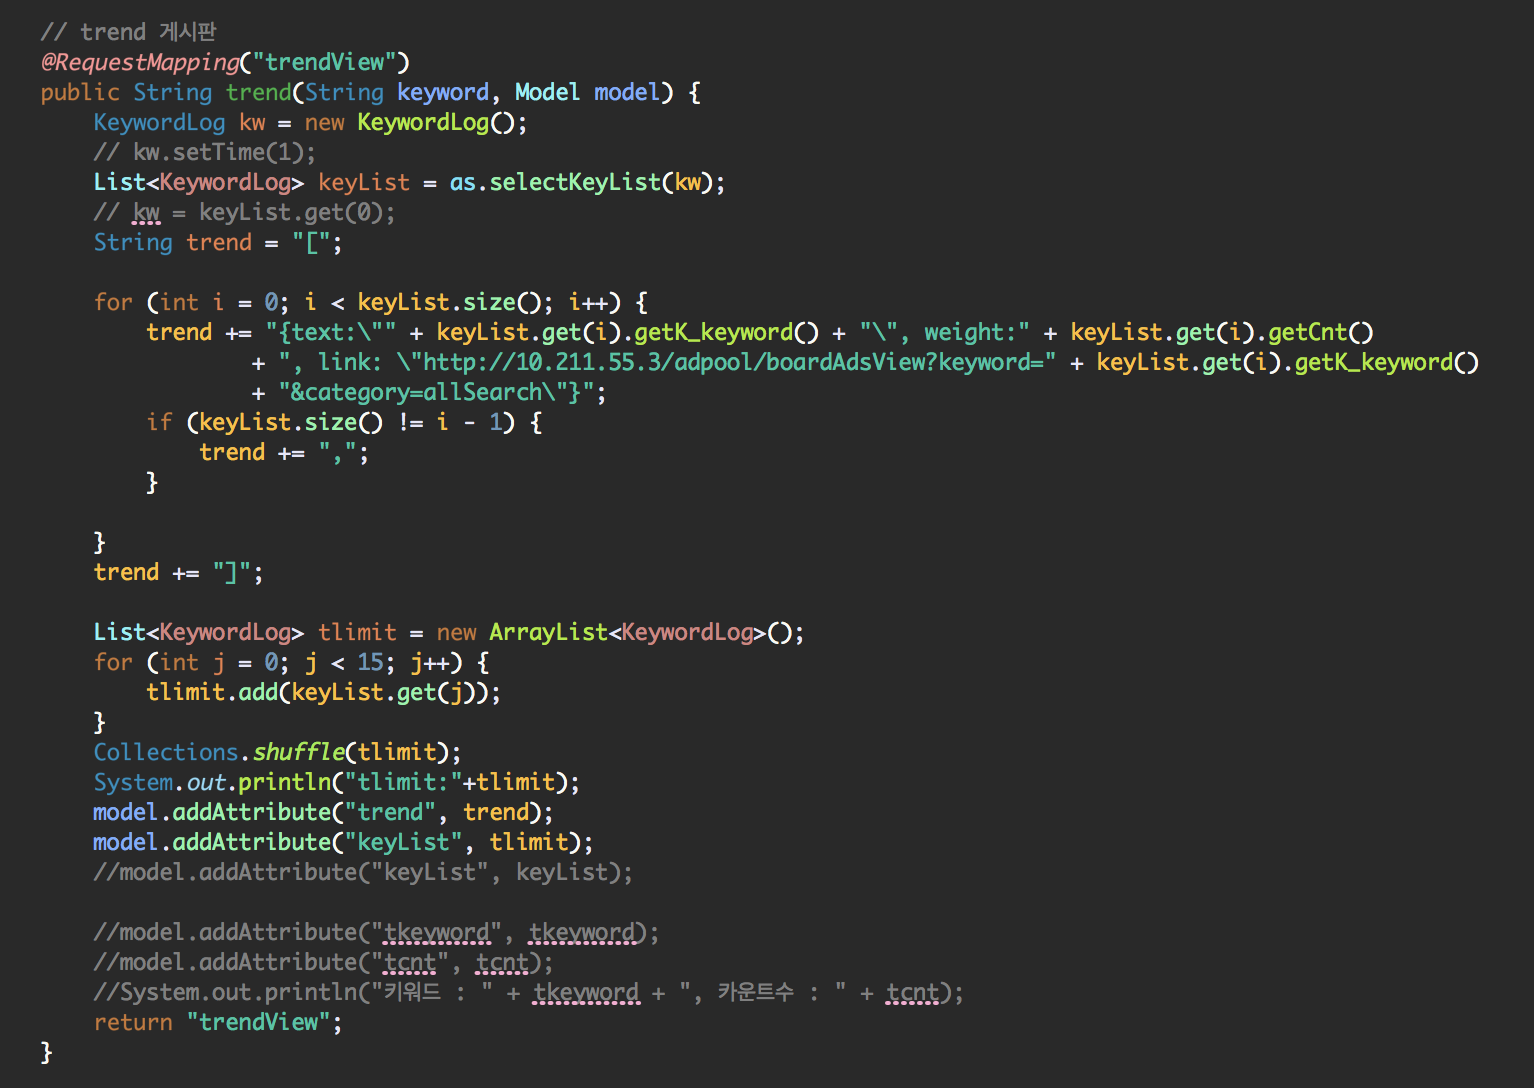 // trend 게시판
@RequestMapping("trendView")
public String trend(String keyword, Model model) {
    KeywordLog kw = new KeywordLog();
    // kw.setTime(1);
    List<KeywordLog> keyList = as.selectKeyList(kw);
    // kw = keyList.get(0);
    String trend = "[";

    for (int i = 0; i < keyList.size(); i++) {
        trend += "{text:\"" + keyList.get(i).getK_keyword() + "\", weight:" + keyList.get(i).getCnt()
                + ", link: \"http://10.211.55.3/adpool/boardAdsView?keyword=" + keyList.get(i).getK_keyword()
                + "&category=allSearch\"}";
        if (keyList.size() != i - 1) {
            trend += ",";
        }

    }
    trend += "]";

    List<KeywordLog> tlimit = new ArrayList<KeywordLog>();
    for (int j = 0; j < 15; j++) {
        tlimit.add(keyList.get(j));
    }
    Collections.shuffle(tlimit);
    System.out.println("tlimit:"+tlimit);
    model.addAttribute("trend", trend);
    model.addAttribute("keyList", tlimit);
    //model.addAttribute("keyList", keyList);

    //model.addAttribute("tkeyword", tkeyword);
    //model.addAttribute("tcnt", tcnt);
    //System.out.println("키워드 : " + tkeyword + ", 카운트수 : " + tcnt);
    return "trendView";
}